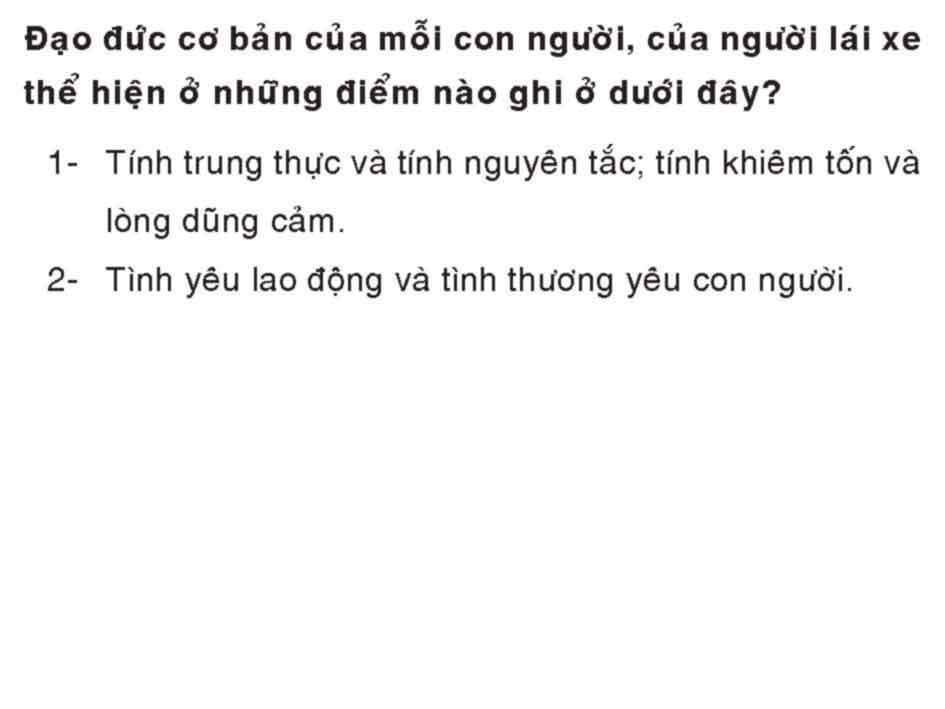 Đạo đức cơ bản của mỗi con người, của người lái xe
thể hiện ở những điểm nào ghi ở dưới đây?
1- Tính trung thực và tính nguyên tắc; tính khiêm tốn và
lòng dũng cảm.
2- Tình yêu lao động và tình thương yêu con người.